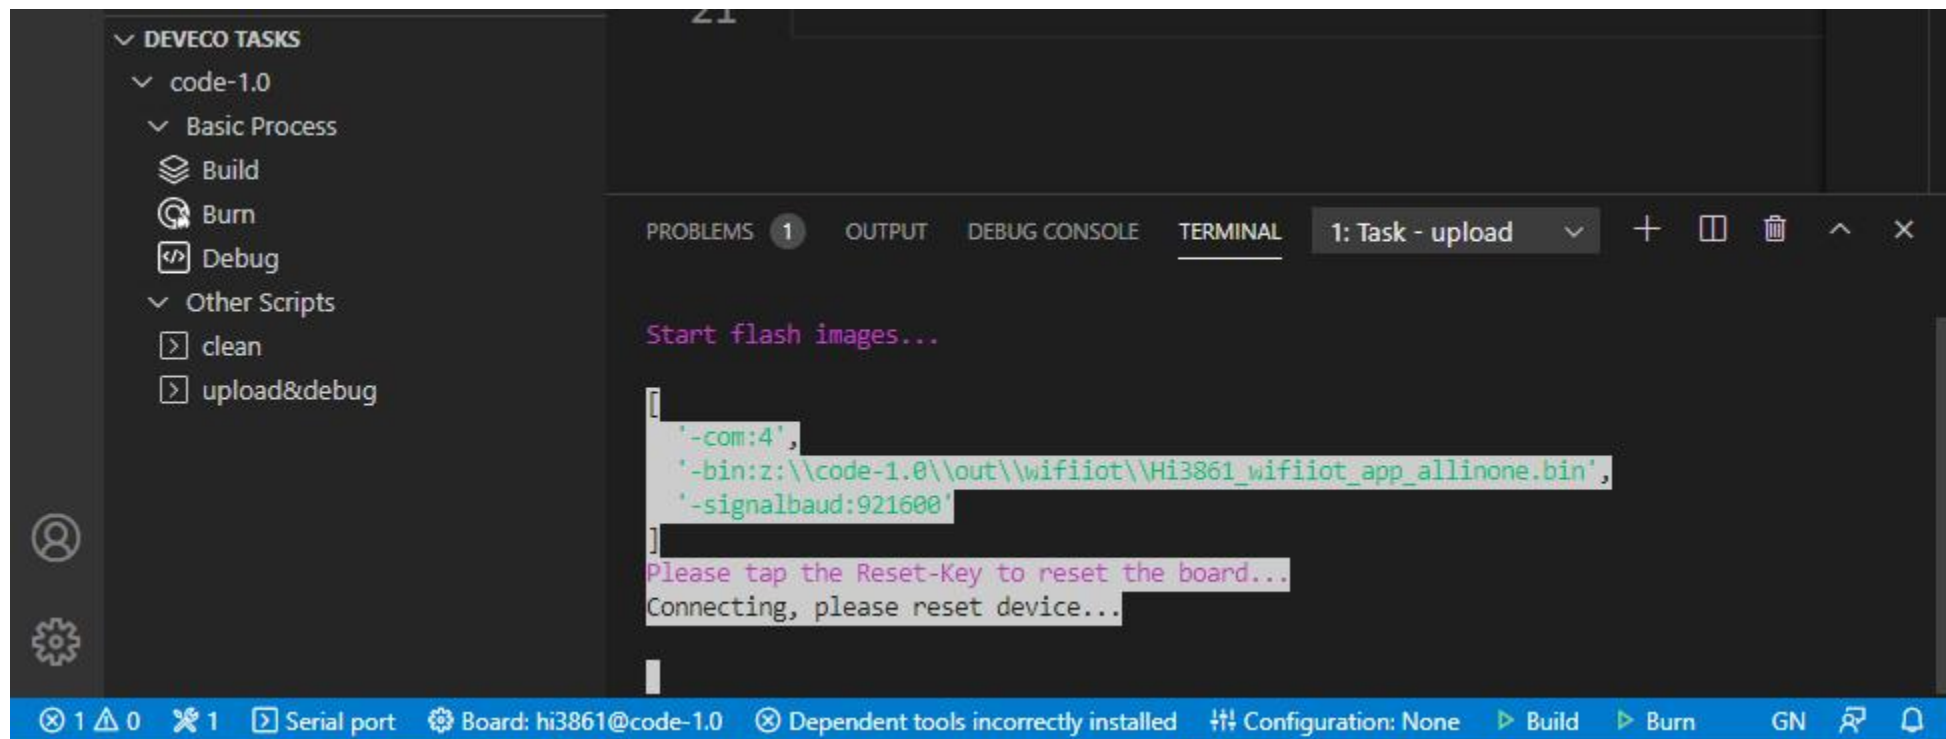 21
DEVECO TASKS
code-1.0
Basic Process
Build
Burn
Debug
Other Scripts
clean
upload&debug
PROBLEMS 1 OUTPUT DEBUG CONSOLE TERMINAL 1: Task - upload
Start flash images...
[
'-com:4',
'-bin:z:\\code-1.0\\out\\wifiiot\\Hi3861_wifiiot_app_allinone.bin',
'-signalbaud:921600'
]
Please tap the Reset-Key to reset the board...
Connecting, please reset device...
1 0 1 Serial port Board: hi3861@code-1.0 Dependent tools incorrectly installed Configuration: None Build Burn GN